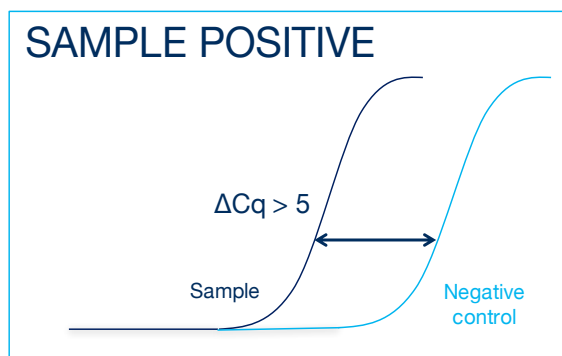 SAMPLE POSITIVE
ΔCq > 5
Sample
Negative
control